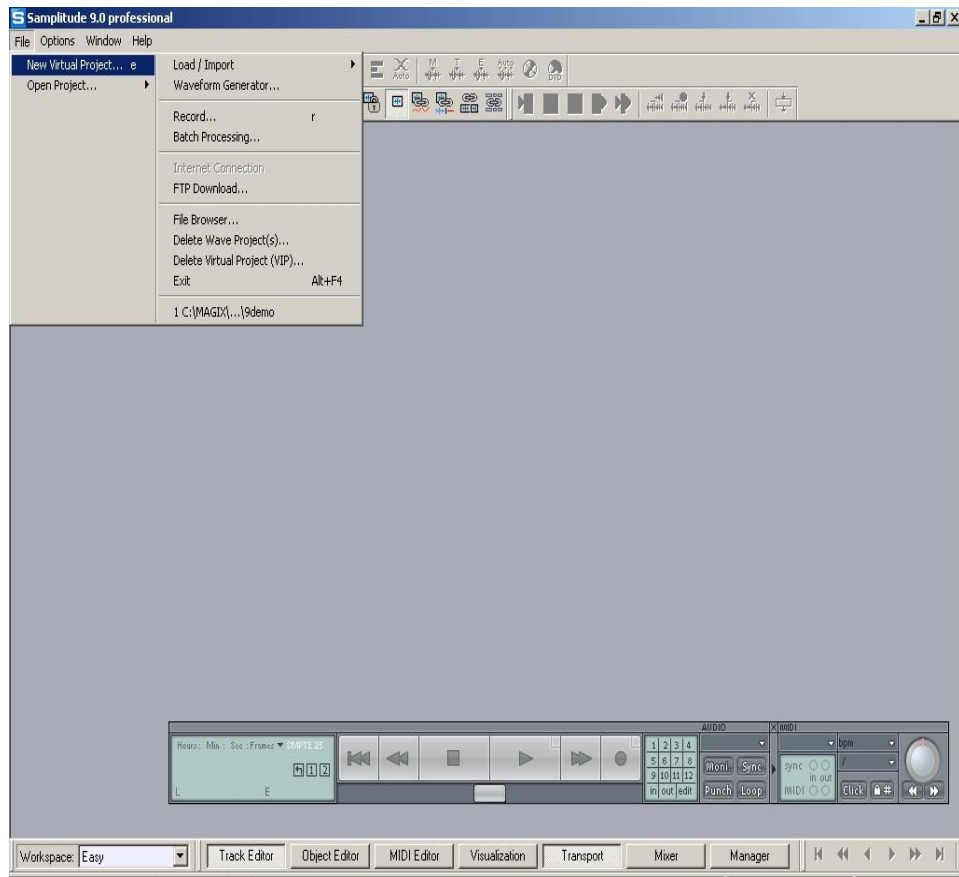 Samplitude 9.0 professional
File Options Window Help
New Virtual Project... e
Open Project...
Load / Import
Waveform Generator...
Record... r
Batch Processing...
Internet Connection
FTP Download...
File Browser...
Delete Wave Project(s)...
Delete Virtual Project (VIP)...
Exit Alt+F4
1 C:\MAGIX\...\9demo
Auto
M T E Auto
DVD
AUDIO
MIDI
Hours : Min : Sec :Frames SMPTE 25
1 2
L E
1 2 3 4
5 6 7 8
9 10 11 12
in out edit
Moni. Sync
Punch Loop
bpm
sync
in out
MIDI
/
Click #
Workspace: Easy
Track Editor Object Editor MIDI Editor Visualization Transport Mixer Manager